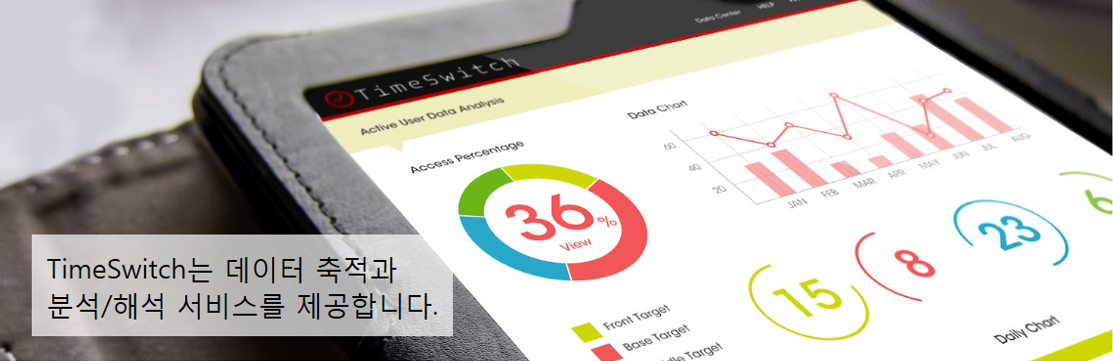 Data Center HELP
TimeSwitch
Active User Data Analysis
Data Chart
Access Percentage
60
40
20
JAN FEB MAR APR MAY JUN JUL AUG
36%
View
15
8
23
6
Front Target
Base Target
Target
Daily Chart
TimeSwitch는 데이터 축적과
분석/해석 서비스를 제공합니다.